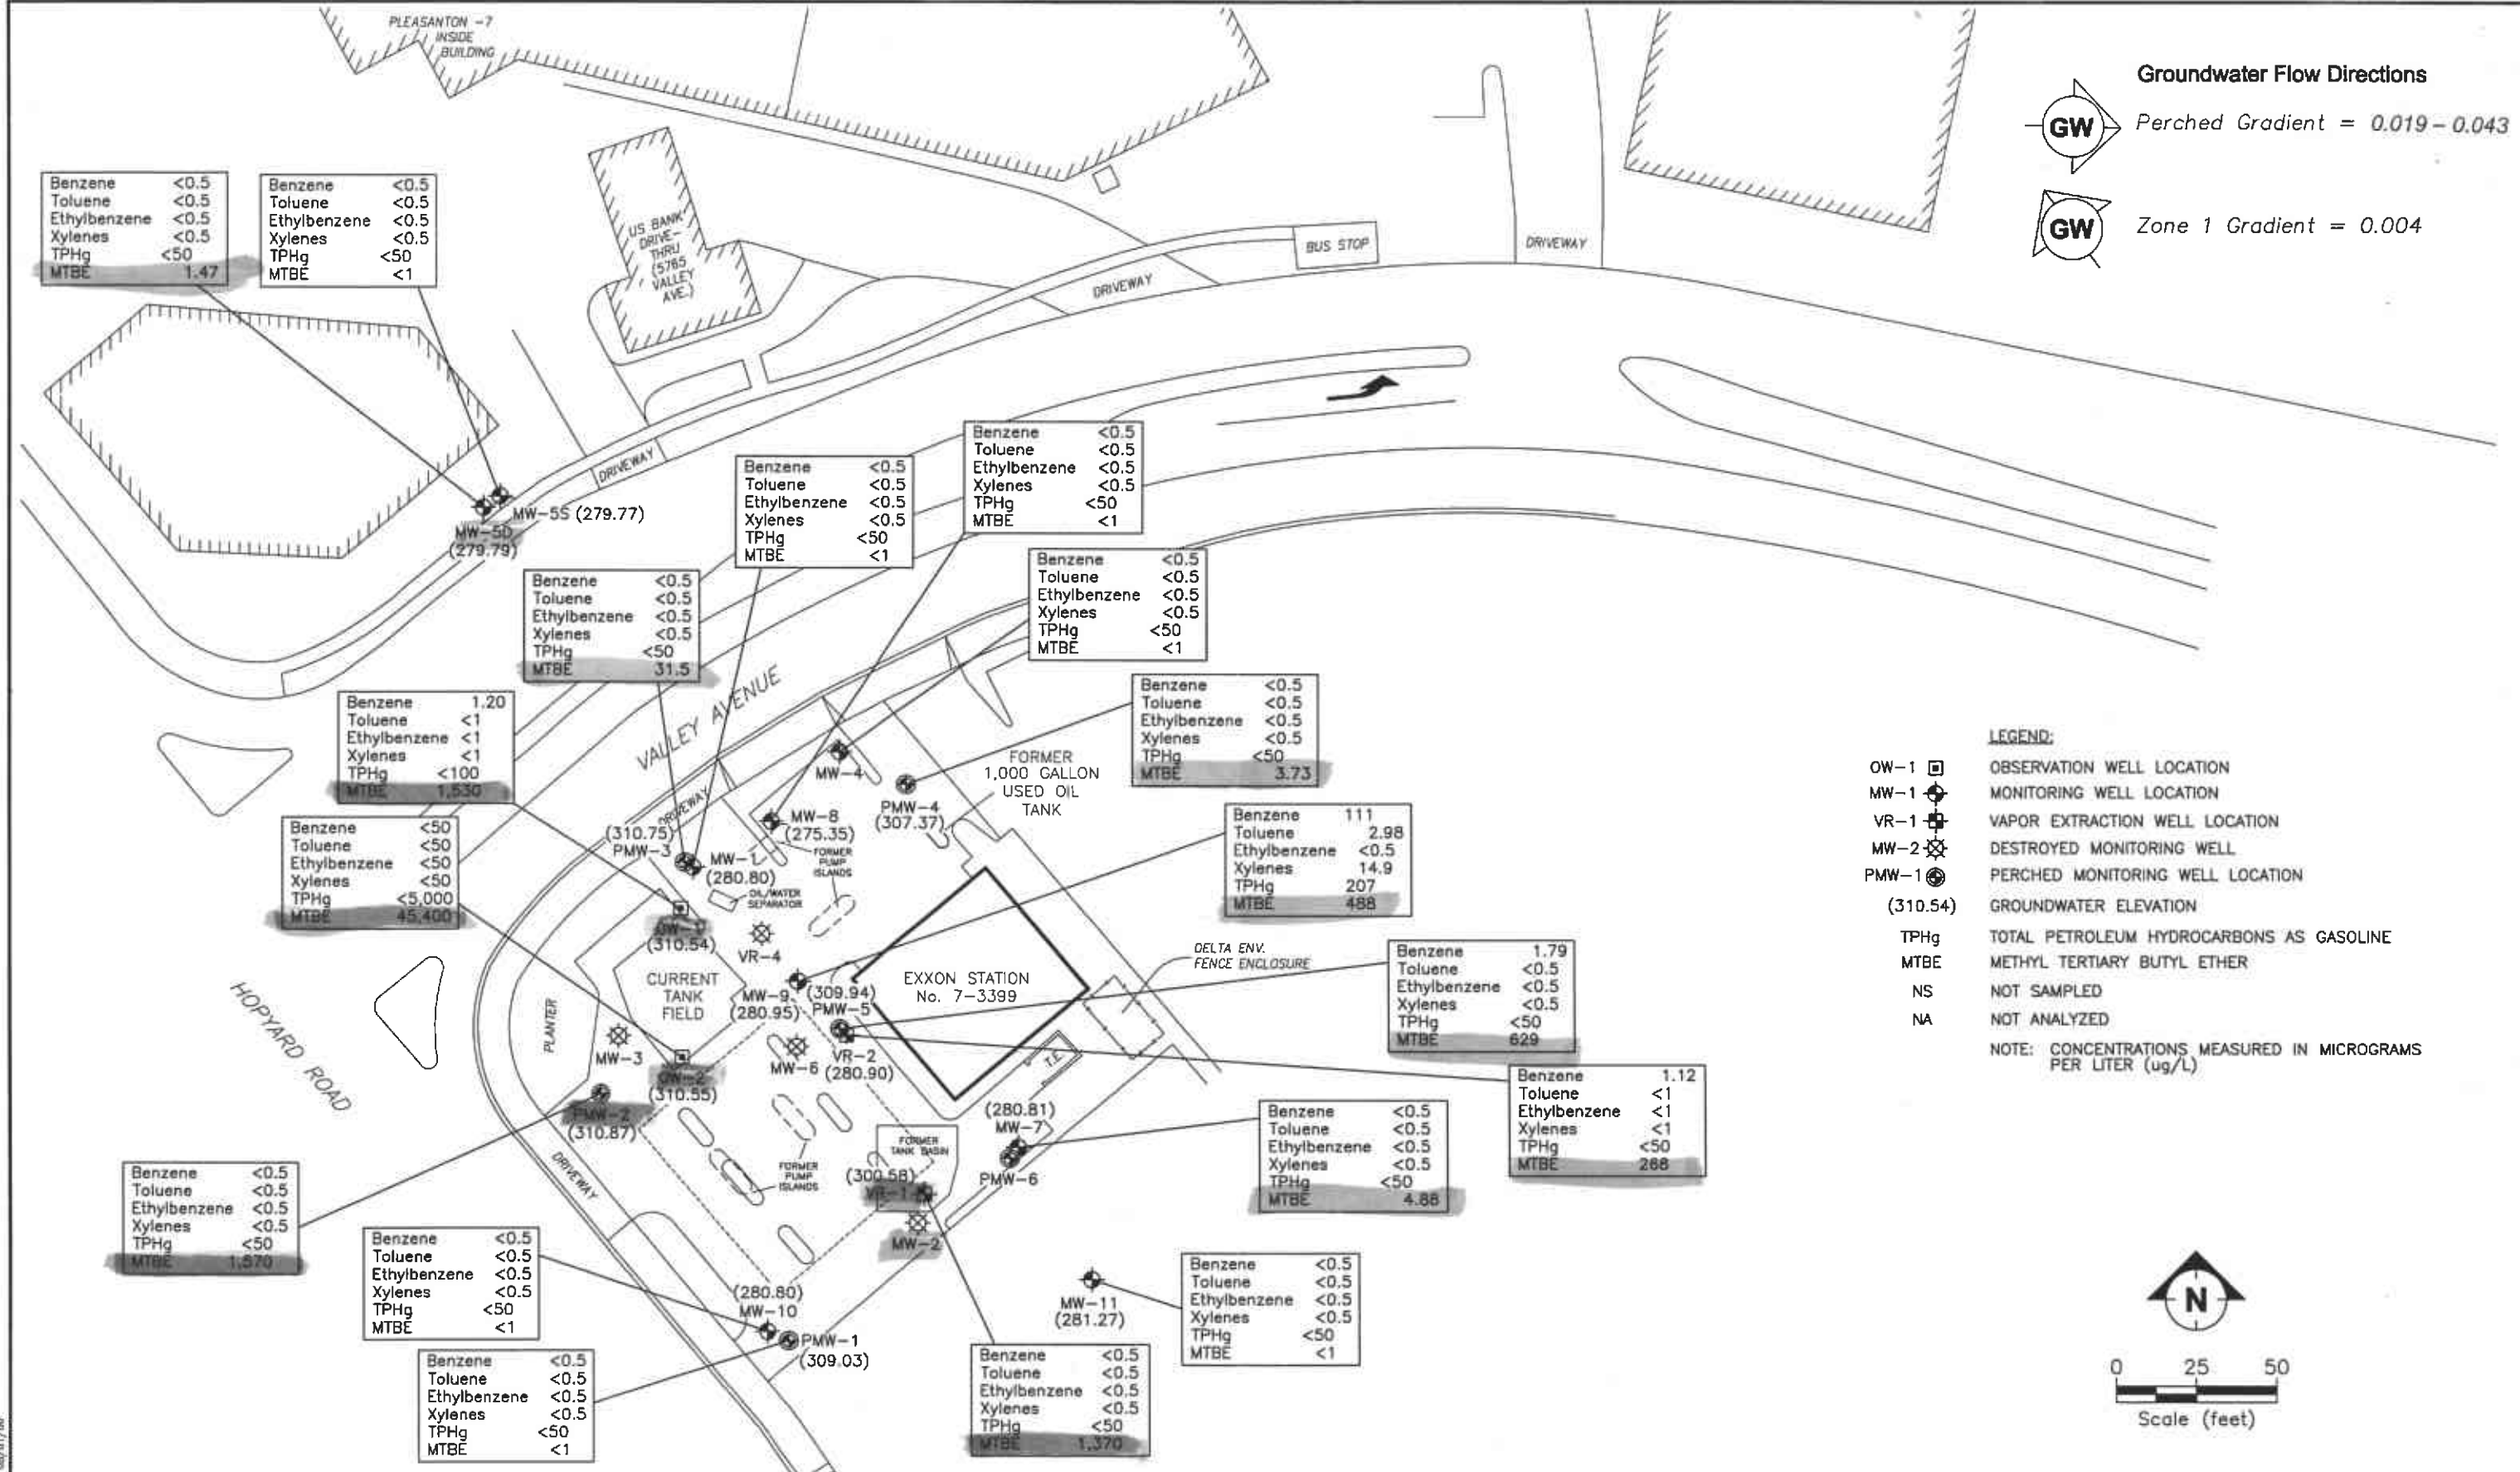 PLEASANTON -7
INSIDE
BUILDING
Groundwater Flow Directions
GW
Perched Gradient = 0.019 – 0.043
GW
Zone 1 Gradient = 0.004
US BANK
DRIVE-
THRU
(5765
VALLEY
AVE.)
BUS STOP
DRIVEWAY
DRIVEWAY
DRIVEWAY
Benzene <0.5
Toluene <0.5
Ethylbenzene <0.5
Xylenes <0.5
TPHg <50
MTBE 1.47
Benzene <0.5
Toluene <0.5
Ethylbenzene <0.5
Xylenes <0.5
TPHg <50
MTBE <1
MW-5S (279.77)
MW-5D
(279.79)
Benzene <0.5
Toluene <0.5
Ethylbenzene <0.5
Xylenes <0.5
TPHg <50
MTBE <1
Benzene <0.5
Toluene <0.5
Ethylbenzene <0.5
Xylenes <0.5
TPHg <50
MTBE <1
Benzene <0.5
Toluene <0.5
Ethylbenzene <0.5
Xylenes <0.5
TPHg <50
MTBE 31.5
Benzene <0.5
Toluene <0.5
Ethylbenzene <0.5
Xylenes <0.5
TPHg <50
MTBE <1
Benzene 1.20
Toluene <1
Ethylbenzene <1
Xylenes <1
TPHg <100
MTBE 1,530
Benzene <0.5
Toluene <0.5
Ethylbenzene <0.5
Xylenes <0.5
TPHg <50
MTBE 3.73
VALLEY AVENUE
Benzene <50
Toluene <50
Ethylbenzene <50
Xylenes <50
TPHg <5,000
MTBE 45,400
Benzene 111
Toluene 2.98
Ethylbenzene <0.5
Xylenes 14.9
TPHg 207
MTBE 488
FORMER
1,000 GALLON
USED OIL
TANK
MW-4
PMW-4
(307.37)
DRIVEWAY
MW-8
(275.35)
(310.75)
PMW-3
MW-1
(280.80)
FORMER
PUMP
ISLANDS
OIL/WATER
SEPARATOR
OW-1
(310.54)
VR-4
CURRENT
TANK
FIELD
MW-9
(280.95)
(309.94)
PMW-5
EXXON STATION
No. 7-3399
DELTA ENV.
FENCE ENCLOSURE
Benzene 1.79
Toluene <0.5
Ethylbenzene <0.5
Xylenes <0.5
TPHg <50
MTBE 629
HOPYARD ROAD
PLANTER
MW-3
OW-2
(310.55)
MW-6
VR-2
(280.90)
T.E.
PMW-2
(310.87)
Benzene 1.12
Toluene <1
Ethylbenzene <1
Xylenes <1
TPHg <50
MTBE 268
Benzene <0.5
Toluene <0.5
Ethylbenzene <0.5
Xylenes <0.5
TPHg <50
MTBE 4.88
(280.81)
MW-7
PMW-6
FORMER
TANK BASIN
FORMER
PUMP
ISLANDS
(300.58)
VR-1
MW-2
DRIVEWAY
Benzene <0.5
Toluene <0.5
Ethylbenzene <0.5
Xylenes <0.5
TPHg <50
MTBE 1,570
Benzene <0.5
Toluene <0.5
Ethylbenzene <0.5
Xylenes <0.5
TPHg <50
MTBE <1
(280.80)
MW-10
PMW-1
(309.03)
MW-11
(281.27)
Benzene <0.5
Toluene <0.5
Ethylbenzene <0.5
Xylenes <0.5
TPHg <50
MTBE <1
Benzene <0.5
Toluene <0.5
Ethylbenzene <0.5
Xylenes <0.5
TPHg <50
MTBE <1
Benzene <0.5
Toluene <0.5
Ethylbenzene <0.5
Xylenes <0.5
TPHg <50
MTBE 1,370
LEGEND:
OW-1 OBSERVATION WELL LOCATION
MW-1 MONITORING WELL LOCATION
VR-1 VAPOR EXTRACTION WELL LOCATION
MW-2 DESTROYED MONITORING WELL
PMW-1 PERCHED MONITORING WELL LOCATION
(310.54) GROUNDWATER ELEVATION
TPHg TOTAL PETROLEUM HYDROCARBONS AS GASOLINE
MTBE METHYL TERTIARY BUTYL ETHER
NS NOT SAMPLED
NA NOT ANALYZED
NOTE: CONCENTRATIONS MEASURED IN MICROGRAMS
PER LITER (ug/L)
N
0 25 50
Scale (feet)